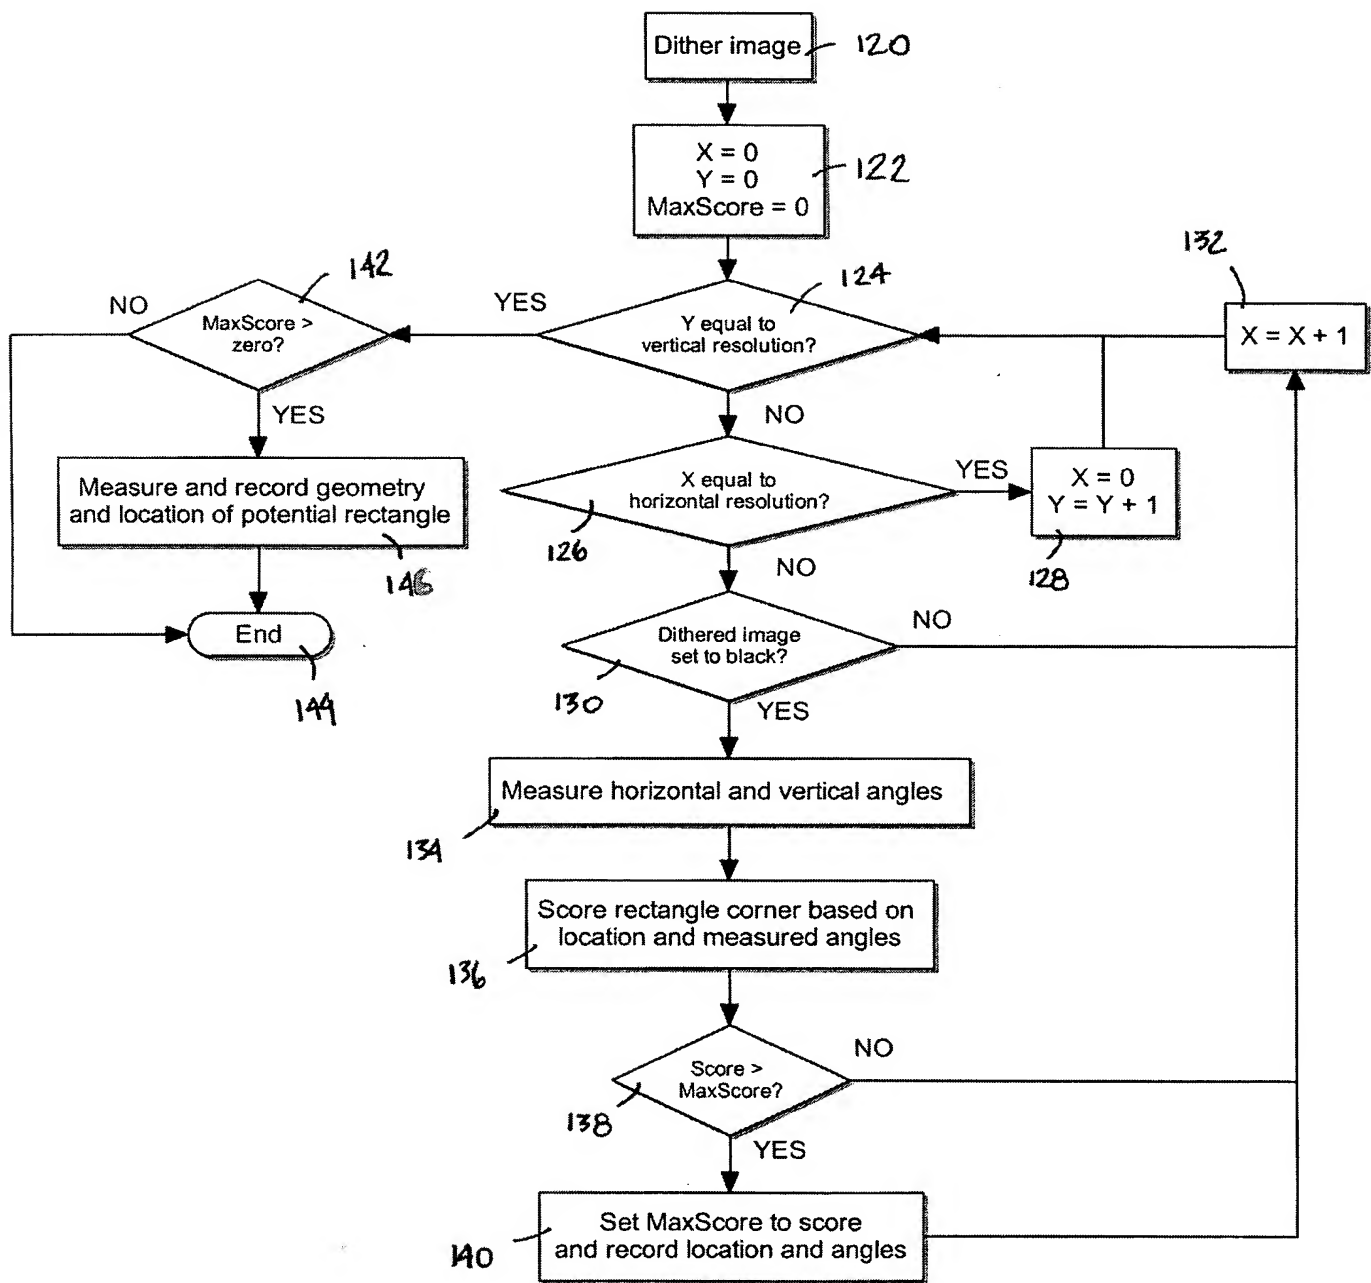 Dither image
120
X = 0
Y = 0
MaxScore = 0
122
132
X = X + 1
142
NO
MaxScore >
zero?
YES
124
Y equal to
vertical resolution?
YES
NO
Measure and record geometry
and location of potential rectangle
146
X equal to
horizontal resolution?
126
YES
X = 0
Y = Y + 1
128
NO
End
144
Dithered image
set to black?
130
NO
YES
Measure horizontal and vertical angles
134
Score rectangle corner based on
location and measured angles
136
Score >
MaxScore?
138
NO
YES
Set MaxScore to score
and record location and angles
140